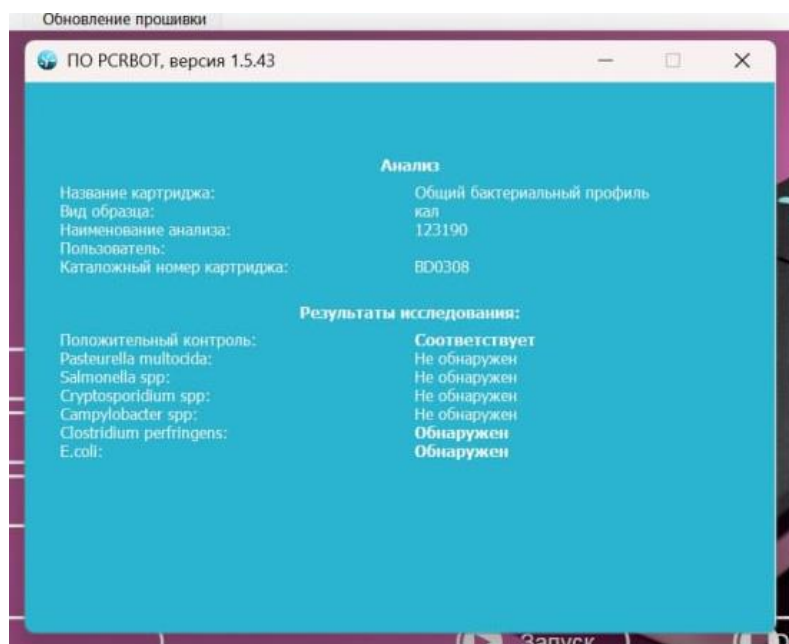 Обновление прошивки
ПО PCRBOT, версия 1.5.43
Анализ
Название картриджа: Общий бактериальный профиль
Вид образца: кал
Наименование анализа: 123190
Пользователь:
Каталожный номер картриджа: BD0308
Результаты исследования:
Положительный контроль: Соответствует
Pasteurella multocida: Не обнаружен
Salmonella spp: Не обнаружен
Cryptosporidium spp: Не обнаружен
Campylobacter spp: Не обнаружен
Clostridium perfringens: Обнаружен
E.coli: Обнаружен
Запуск